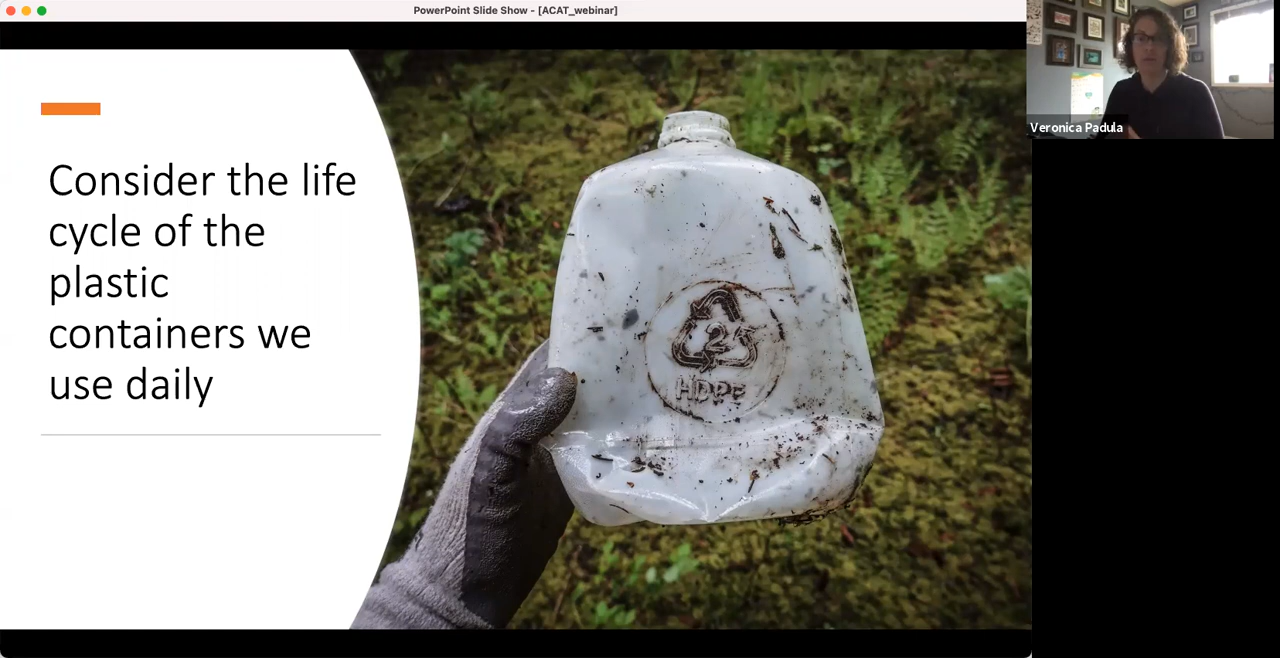 PowerPoint Slide Show - [ACAT_webinar]
Consider the life
cycle of the
plastic
containers we
use daily
2
HDPE
Veronica Padula